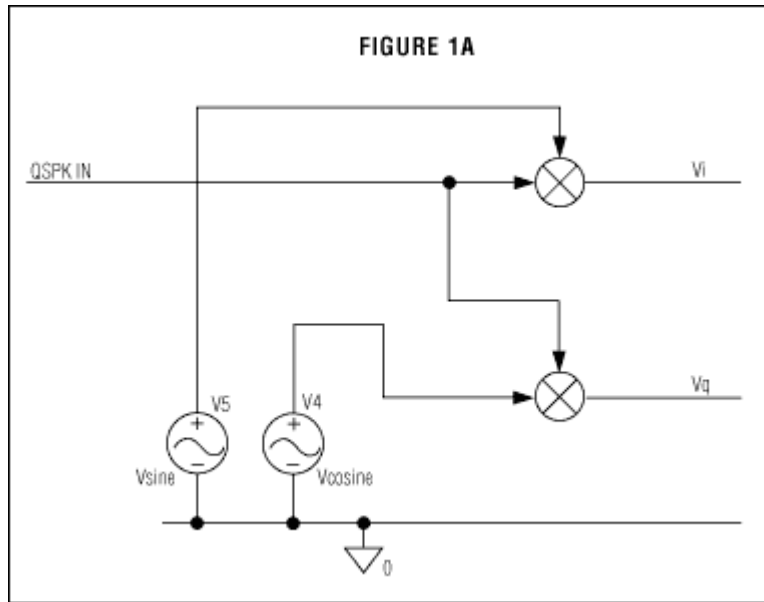 FIGURE 1A
QSPK IN
Vi
Vq
V5
V4
+
+
−
−
Vsine
Vcosine
0